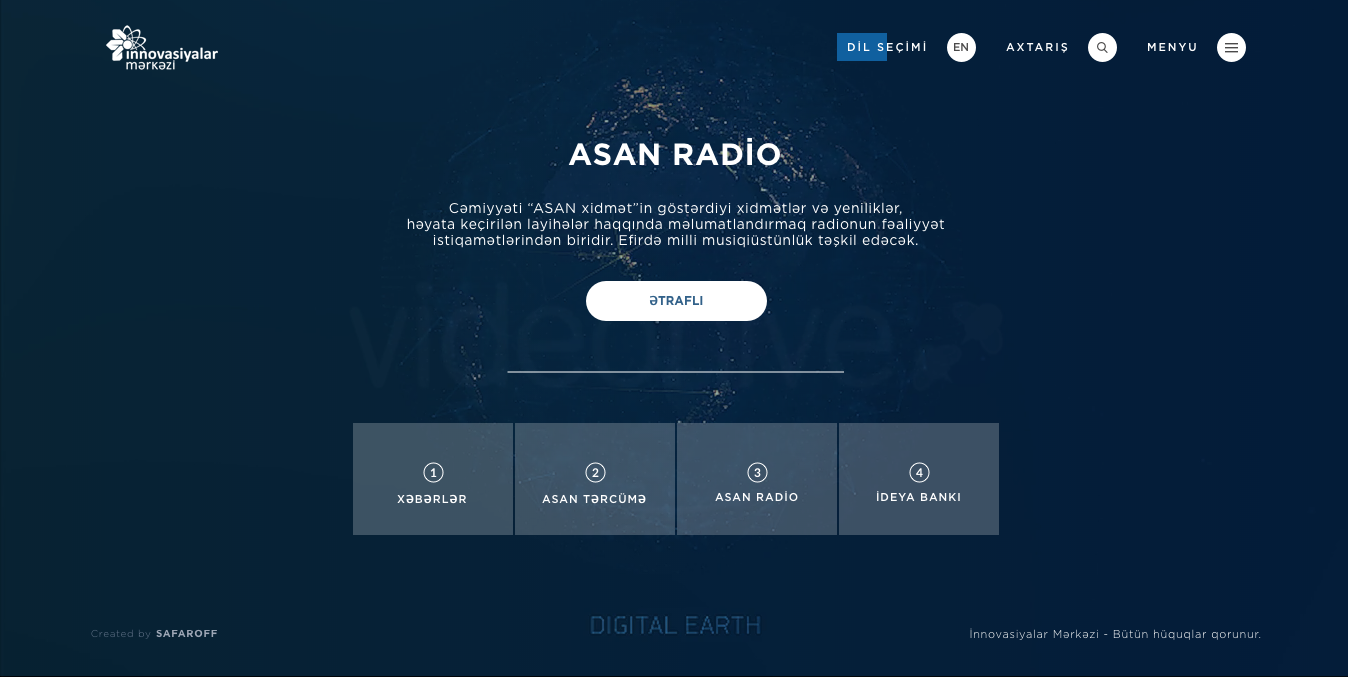 innovasiyalar
mərkəzi
DİL SEÇİMİ
EN
AXTARIŞ
MENYU
ASAN RADİO
Cəmiyyəti “ASAN xidmət”in göstərdiyi xidmətlər və yeniliklər,
həyata keçirilən layihələr haqqında məlumatlandırmaq radionun fəaliyyət
istiqamətlərindən biridir. Efirdə milli musiqiüstünlük təşkil edəcək.
ƏTRAFLI
videohive
1
XƏBƏRLƏR
2
ASAN TƏRCÜMƏ
3
ASAN RADİO
4
İDEYA BANKI
DIGITAL EARTH
Created by SAFAROFF
İnnovasiyalar Mərkəzi - Bütün hüquqlar qorunur.